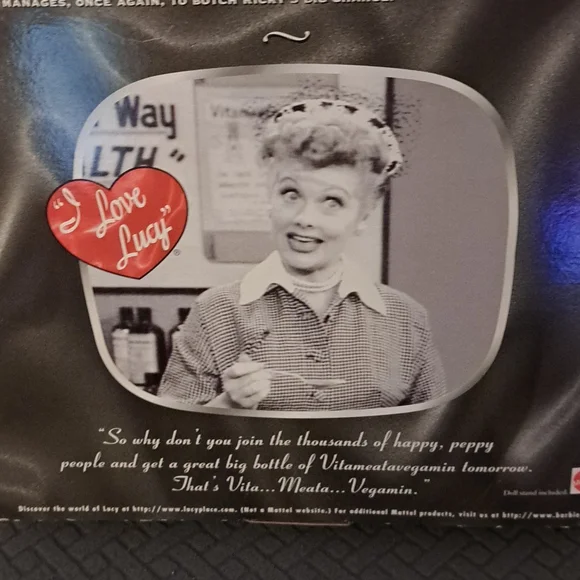 MANAGES, ONCE AGAIN, TO BOTCH RICKY'S BIG CHANCE.
Way
LTH"
Vita
"I Love
Lucy"
®
"So why don't you join the thousands of happy, peppy
people and get a great big bottle of Vitameatavegamin tomorrow.
That's Vita...Meata...Vegamin."
Doll stand included
Discover the world of Lucy at http://www.lucyplace.com. (Not a Mattel website.) For additional Mattel products, visit us at http://www.barbie